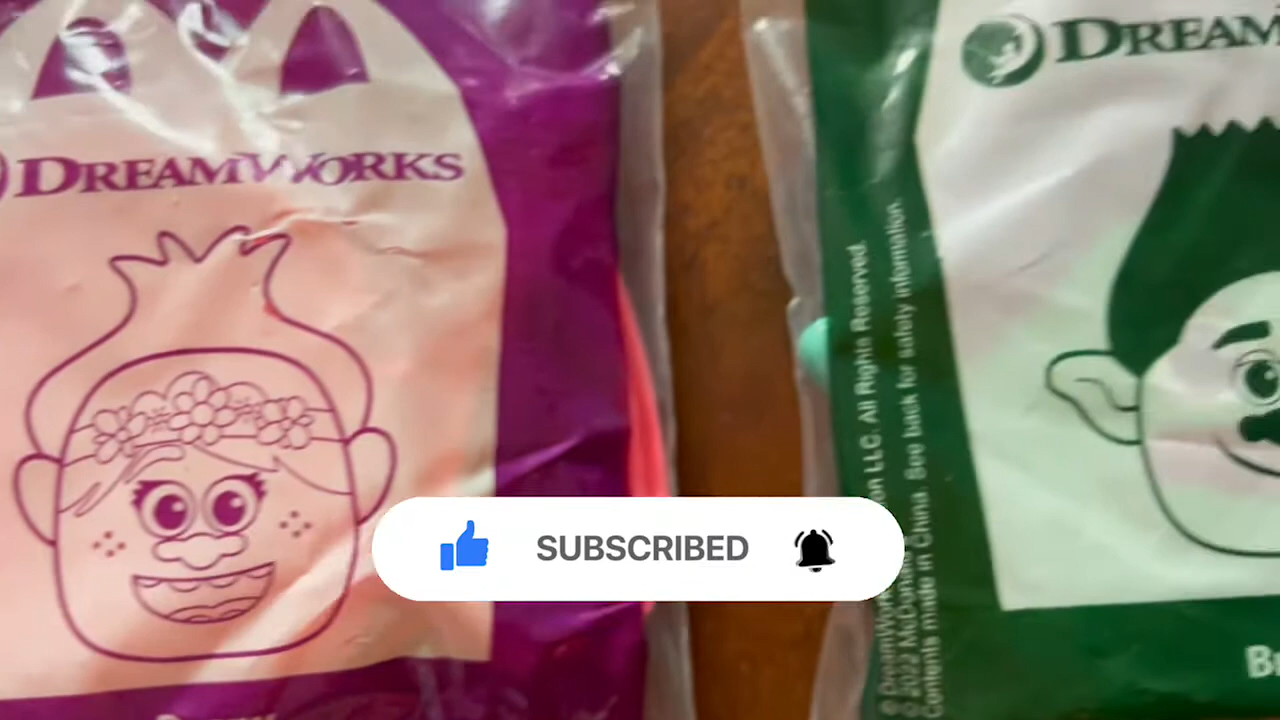 DREAMWORKS
DREAM
LLC. All Rights Reserved.
© 2022 McDonald's
Contents made in China. See back for safety information.
SUBSCRIBED